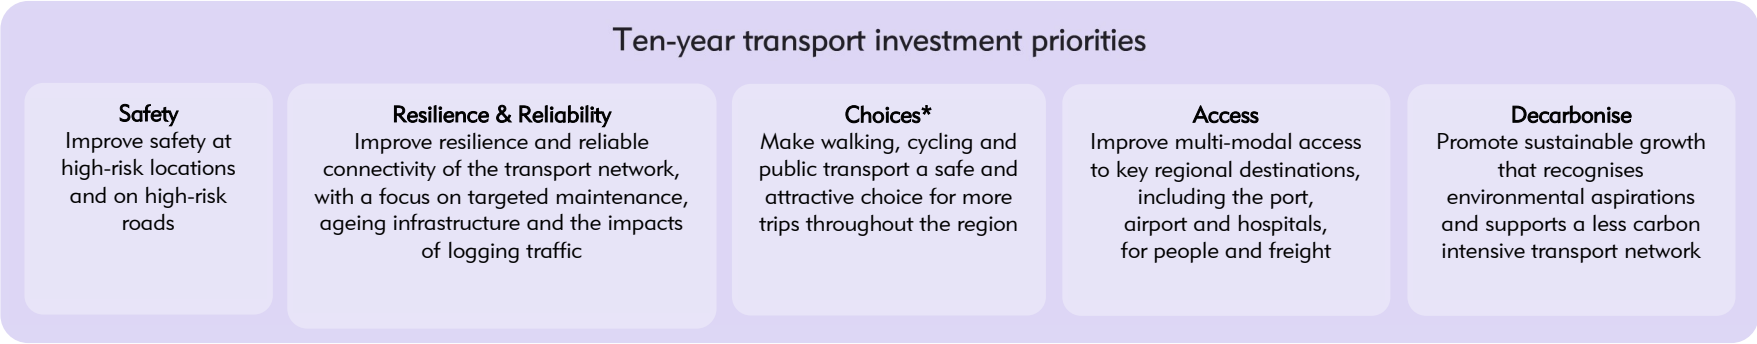 Ten-year transport investment priorities
Safety
Improve safety at
high-risk locations
and on high-risk
roads
Resilience & Reliability
Improve resilience and reliable
connectivity of the transport network,
with a focus on targeted maintenance,
ageing infrastructure and the impacts
of logging traffic
Choices*
Make walking, cycling and
public transport a safe and
attractive choice for more
trips throughout the region
Access
Improve multi-modal access
to key regional destinations,
including the port,
airport and hospitals,
for people and freight
Decarbonise
Promote sustainable growth
that recognises
environmental aspirations
and supports a less carbon
intensive transport network